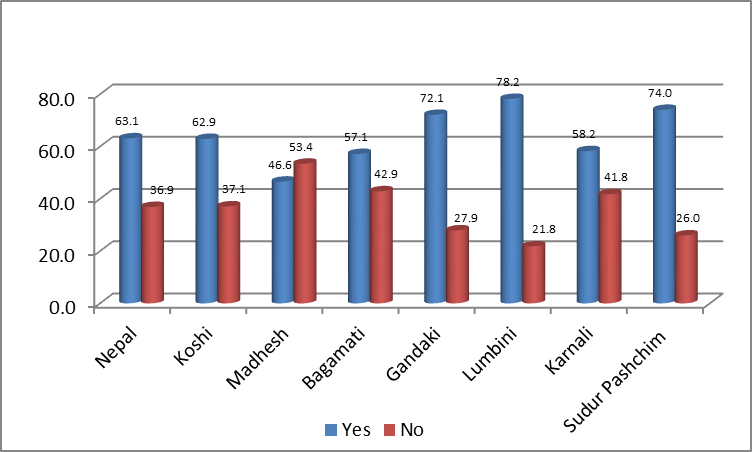 80.0
60.0
40.0
20.0
0.0
63.1
36.9
62.9
37.1
46.6
53.4
57.1
42.9
72.1
27.9
78.2
21.8
58.2
41.8
74.0
26.0
Nepal
Koshi
Madhesh
Bagamati
Gandaki
Lumbini
Karnali
Sudur Pashchim
Yes No